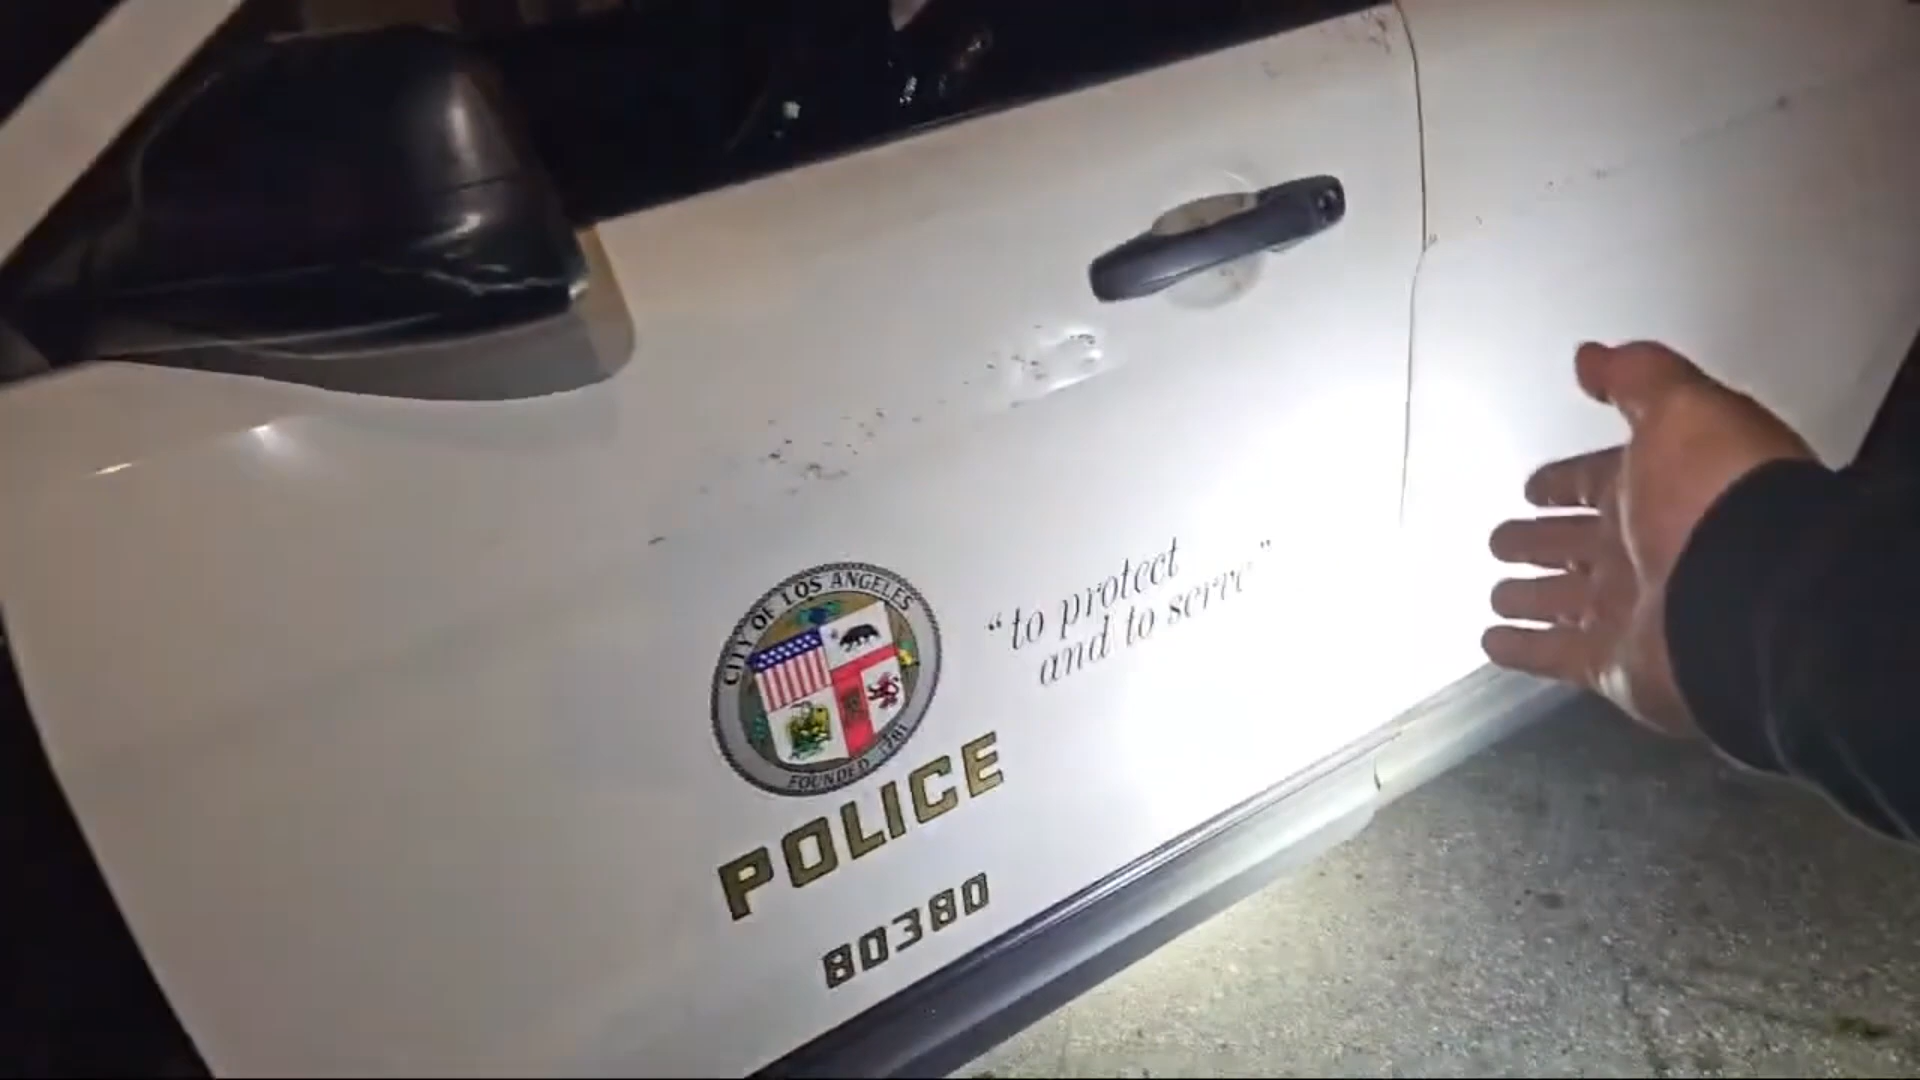 CITY OF LOS ANGELES
FOUNDED 1781
"to protect
and to serve"
POLICE
80380